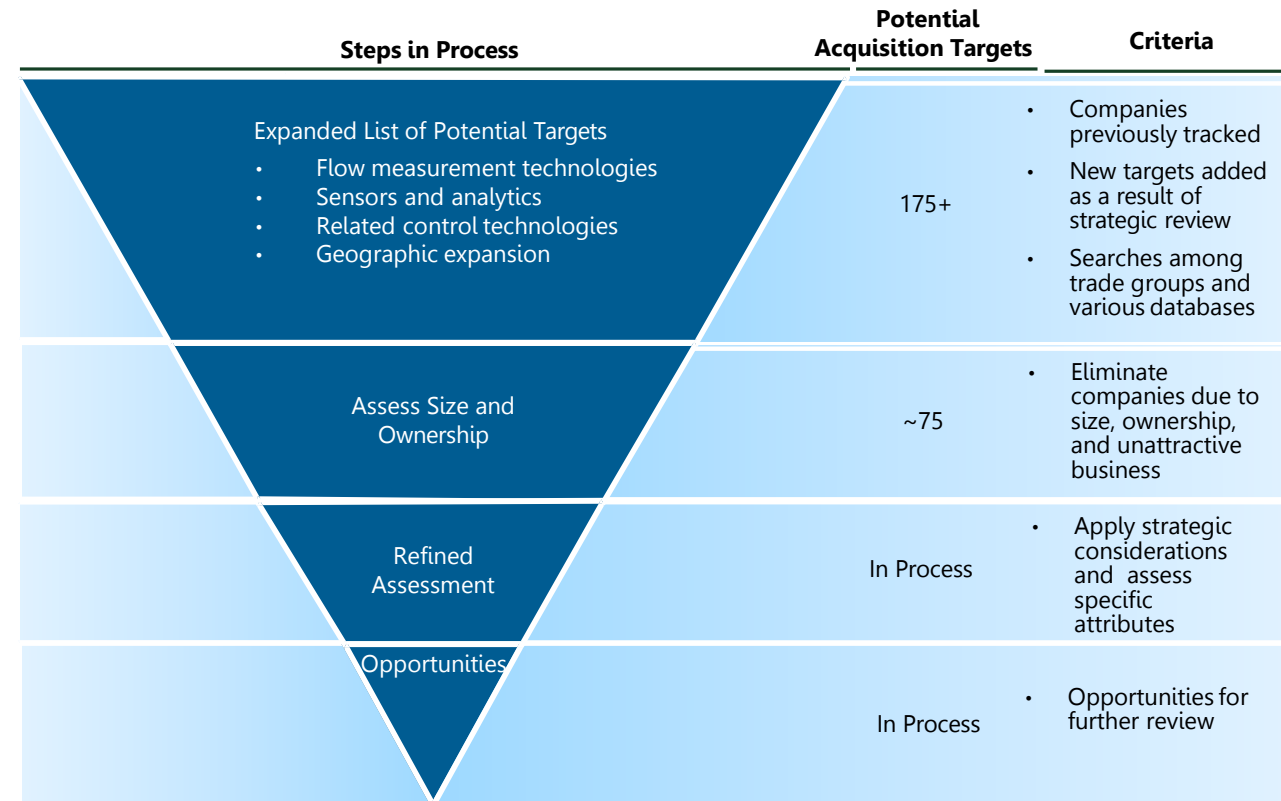 Steps in Process
Potential
Acquisition Targets
Criteria
Expanded List of Potential Targets
• Flow measurement technologies
• Sensors and analytics
• Related control technologies
• Geographic expansion
175+
• Companies
previously tracked
• New targets added
as a result of
strategic review
• Searches among
trade groups and
various databases
Assess Size and
Ownership
~75
• Eliminate
companies due to
size, ownership,
and unattractive
business
Refined
Assessment
In Process
• Apply strategic
considerations
and assess
specific
attributes
Opportunities
In Process
• Opportunities for
further review